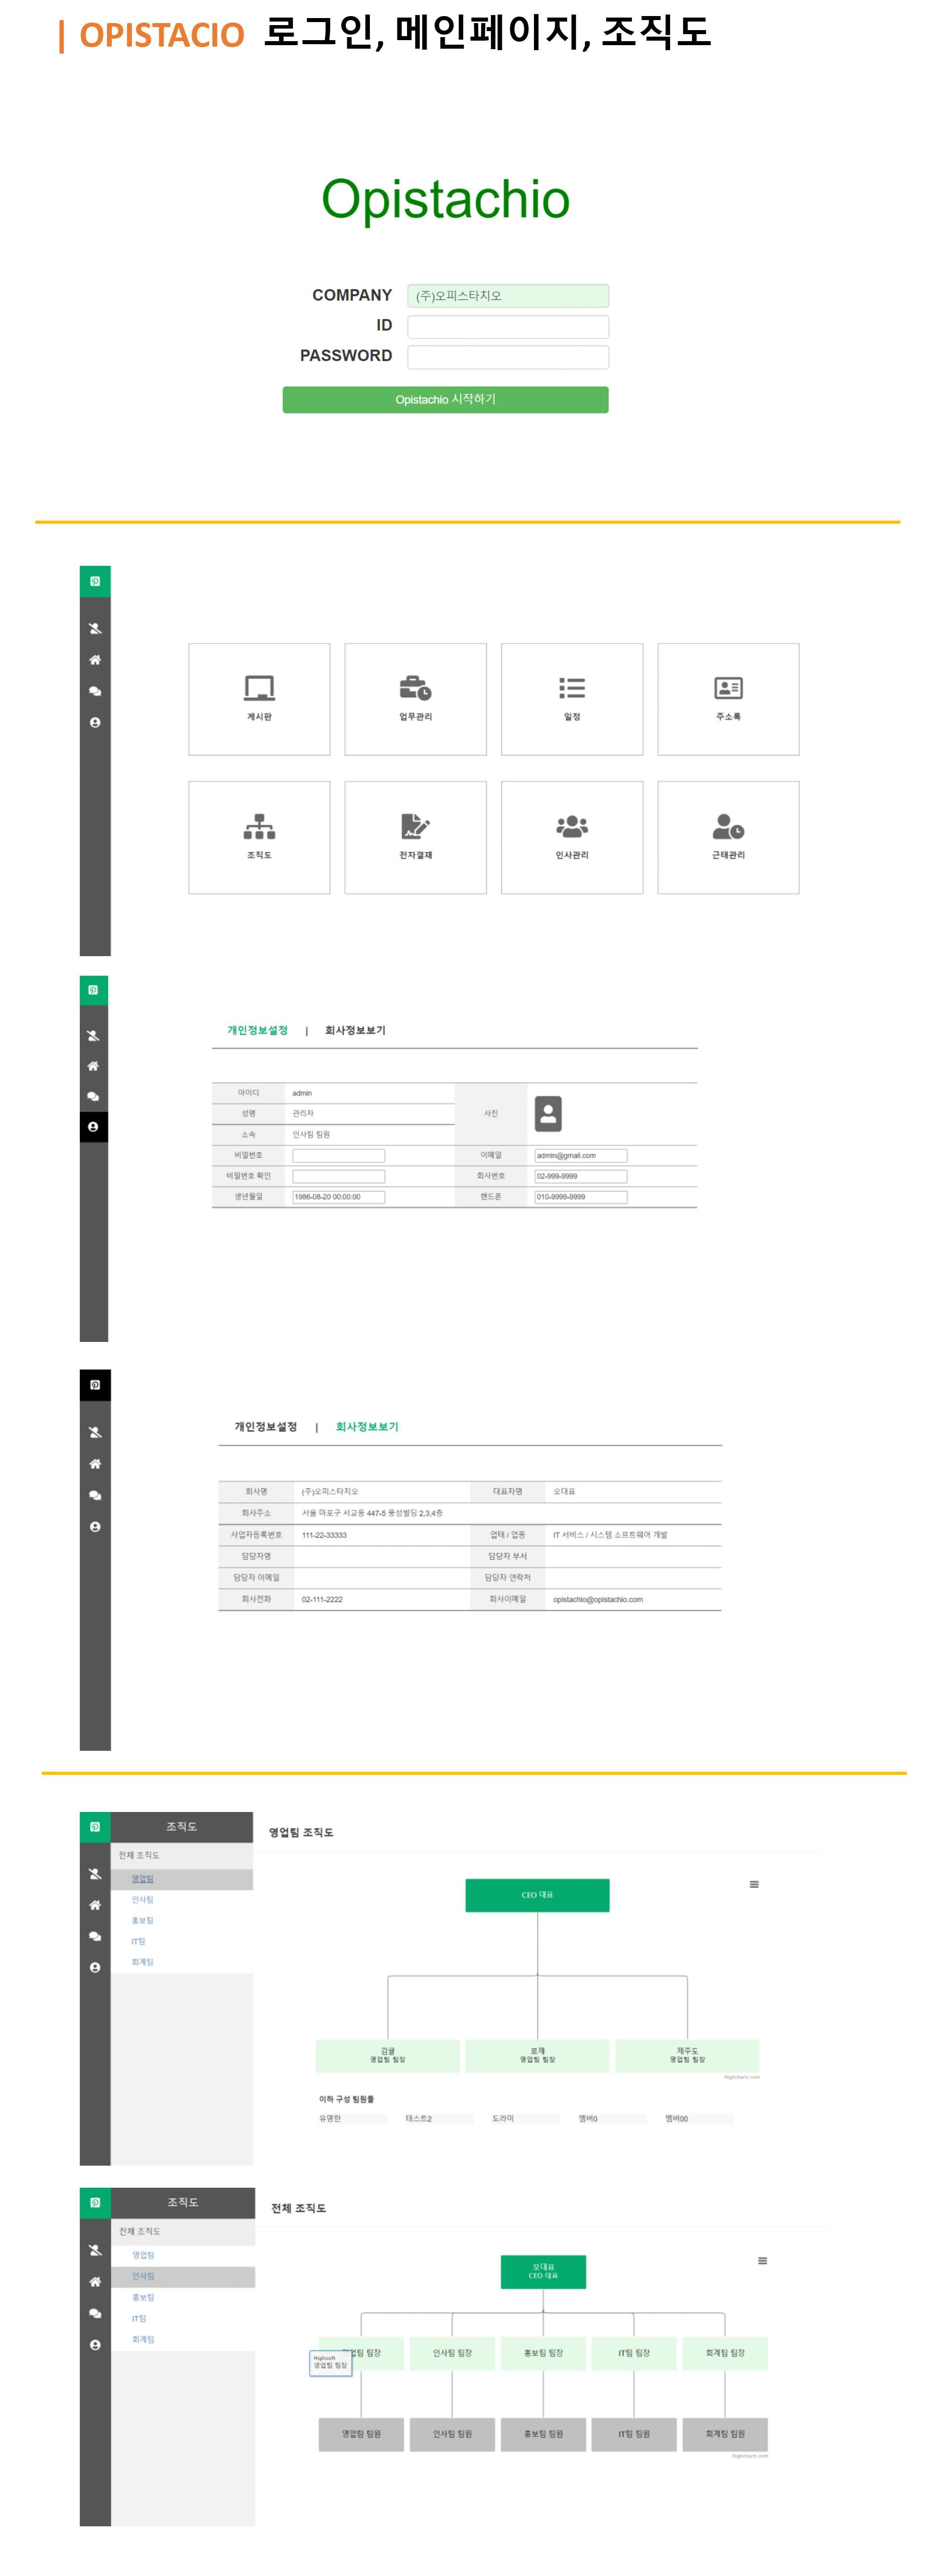 | OPISTACIO 로그인, 메인페이지, 조직도
Opistachio
COMPANY (주)오피스타치오
ID
PASSWORD
Opistachio 시작하기
게시판 업무관리 일정 주소록
조직도 전자결재 인사관리 근태관리
개인정보설정 | 회사정보보기
아이디 admin
성명 관리자 사진
소속 인사팀 팀원
비밀번호 이메일 admin@gmail.com
비밀번호 확인 회사번호 02-999-9999
생년월일 1986-08-20 00:00:00 핸드폰 010-9999-9999
개인정보설정 | 회사정보보기
회사명 (주)오피스타치오 대표자명 오대표
회사주소 서울 마포구 서교동 447-5 풍성빌딩 2,3,4층
사업자등록번호 111-22-33333 업태 / 업종 IT 서비스 / 시스템 소프트웨어 개발
담당자명 담당자 부서
담당자 이메일 담당자 연락처
회사전화 02-111-2222 회사이메일 opistachio@opistachio.com
조직도 영업팀 조직도
전체 조직도
영업팀
인사팀
홍보팀
IT팀
회계팀
CEO 대표
감귤 로제 제주도
영업팀 팀장 영업팀 팀장 영업팀 팀장
Highcharts.com
이하 구성 팀원들
유명한 테스트2 도라미 멤버0 멤버00
조직도 전체 조직도
전체 조직도
영업팀
인사팀
홍보팀
IT팀
회계팀
오대표
CEO 대표
업팀 팀장 인사팀 팀장 홍보팀 팀장 IT팀 팀장 회계팀 팀장
Highsoft
영업팀 팀장
영업팀 팀원 인사팀 팀원 홍보팀 팀원 IT팀 팀원 회계팀 팀원
Highcharts.com